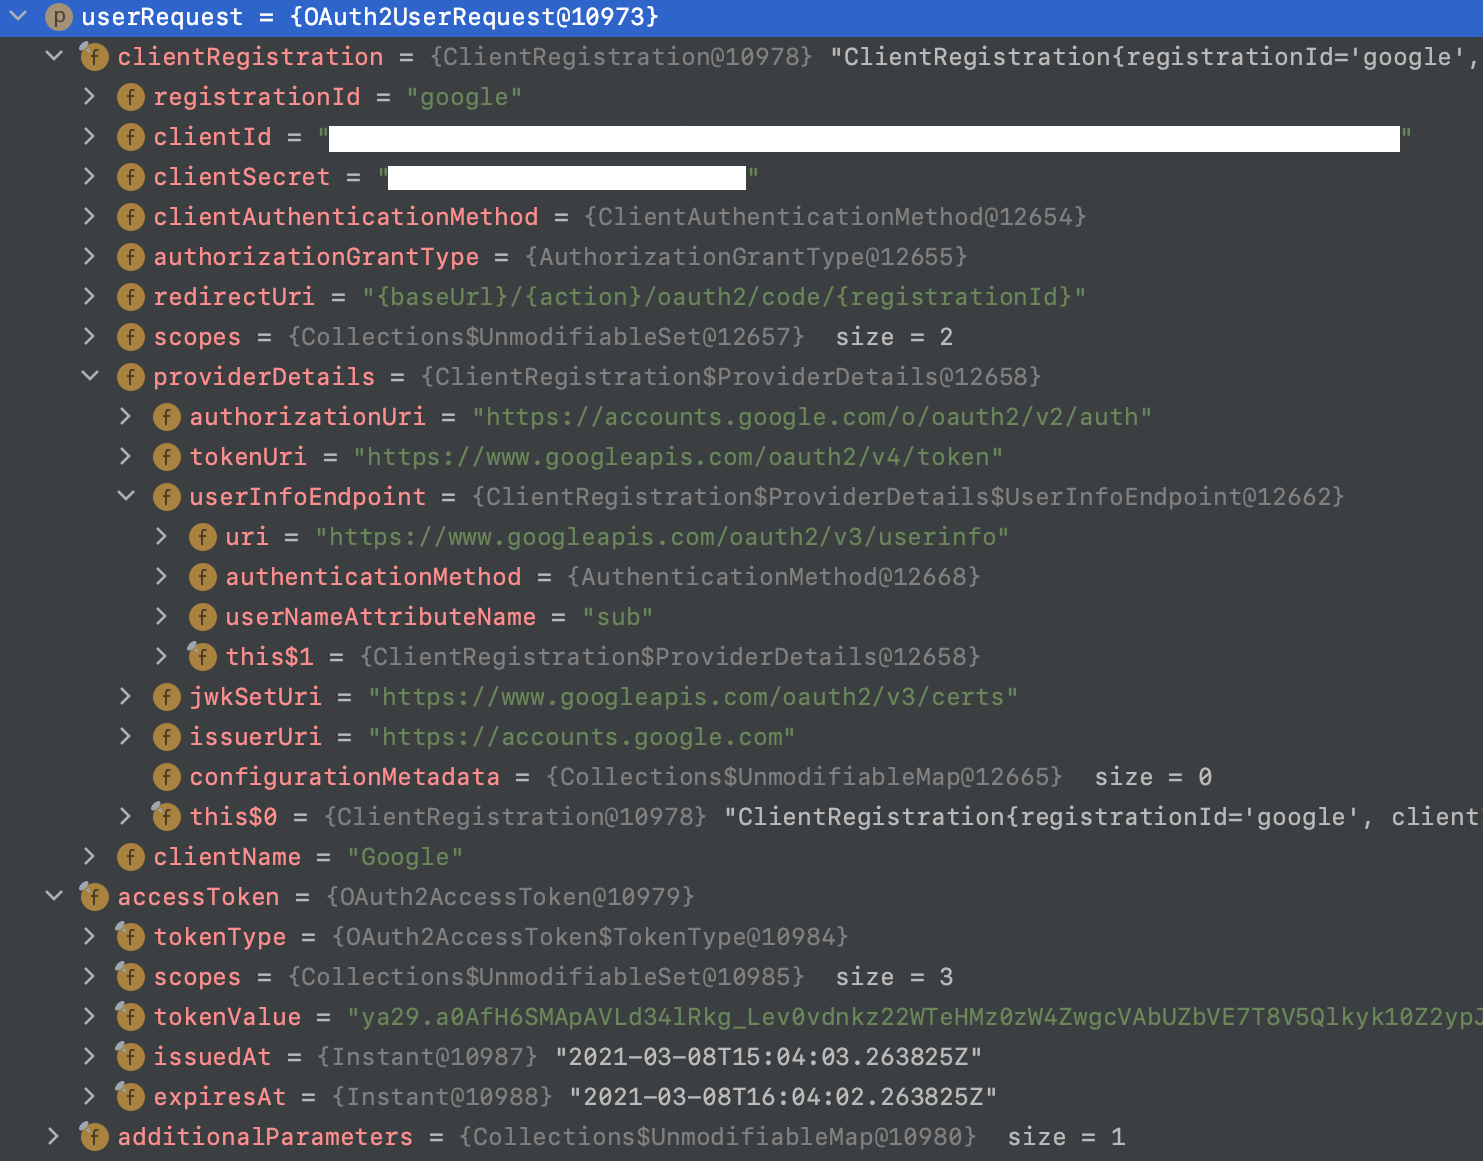 userRequest = {OAuth2UserRequest@10973}
clientRegistration = {ClientRegistration@10978} "ClientRegistration{registrationId='google',
registrationId = "google"
clientId = " "
clientSecret = " "
clientAuthenticationMethod = {ClientAuthenticationMethod@12654}
authorizationGrantType = {AuthorizationGrantType@12655}
redirectUri = "{baseUrl}/{action}/oauth2/code/{registrationId}"
scopes = {Collections$UnmodifiableSet@12657} size = 2
providerDetails = {ClientRegistration$ProviderDetails@12658}
authorizationUri = "https://accounts.google.com/o/oauth2/v2/auth"
tokenUri = "https://www.googleapis.com/oauth2/v4/token"
userInfoEndpoint = {ClientRegistration$ProviderDetails$UserInfoEndpoint@12662}
uri = "https://www.googleapis.com/oauth2/v3/userinfo"
authenticationMethod = {AuthenticationMethod@12668}
userNameAttributeName = "sub"
this$1 = {ClientRegistration$ProviderDetails@12658}
jwkSetUri = "https://www.googleapis.com/oauth2/v3/certs"
issuerUri = "https://accounts.google.com"
configurationMetadata = {Collections$UnmodifiableMap@12665} size = 0
this$0 = {ClientRegistration@10978} "ClientRegistration{registrationId='google', client
clientName = "Google"
accessToken = {OAuth2AccessToken@10979}
tokenType = {OAuth2AccessToken$TokenType@10984}
scopes = {Collections$UnmodifiableSet@10985} size = 3
tokenValue = "ya29.a0AfH6SMApAVLd34lRkg_Lev0vdnkz22WTeHMz0zW4ZwgcVAbUZbVE7T8V5Qlkyk10Z2ypJ
issuedAt = {Instant@10987} "2021-03-08T15:04:03.263825Z"
expiresAt = {Instant@10988} "2021-03-08T16:04:02.263825Z"
additionalParameters = {Collections$UnmodifiableMap@10980} size = 1